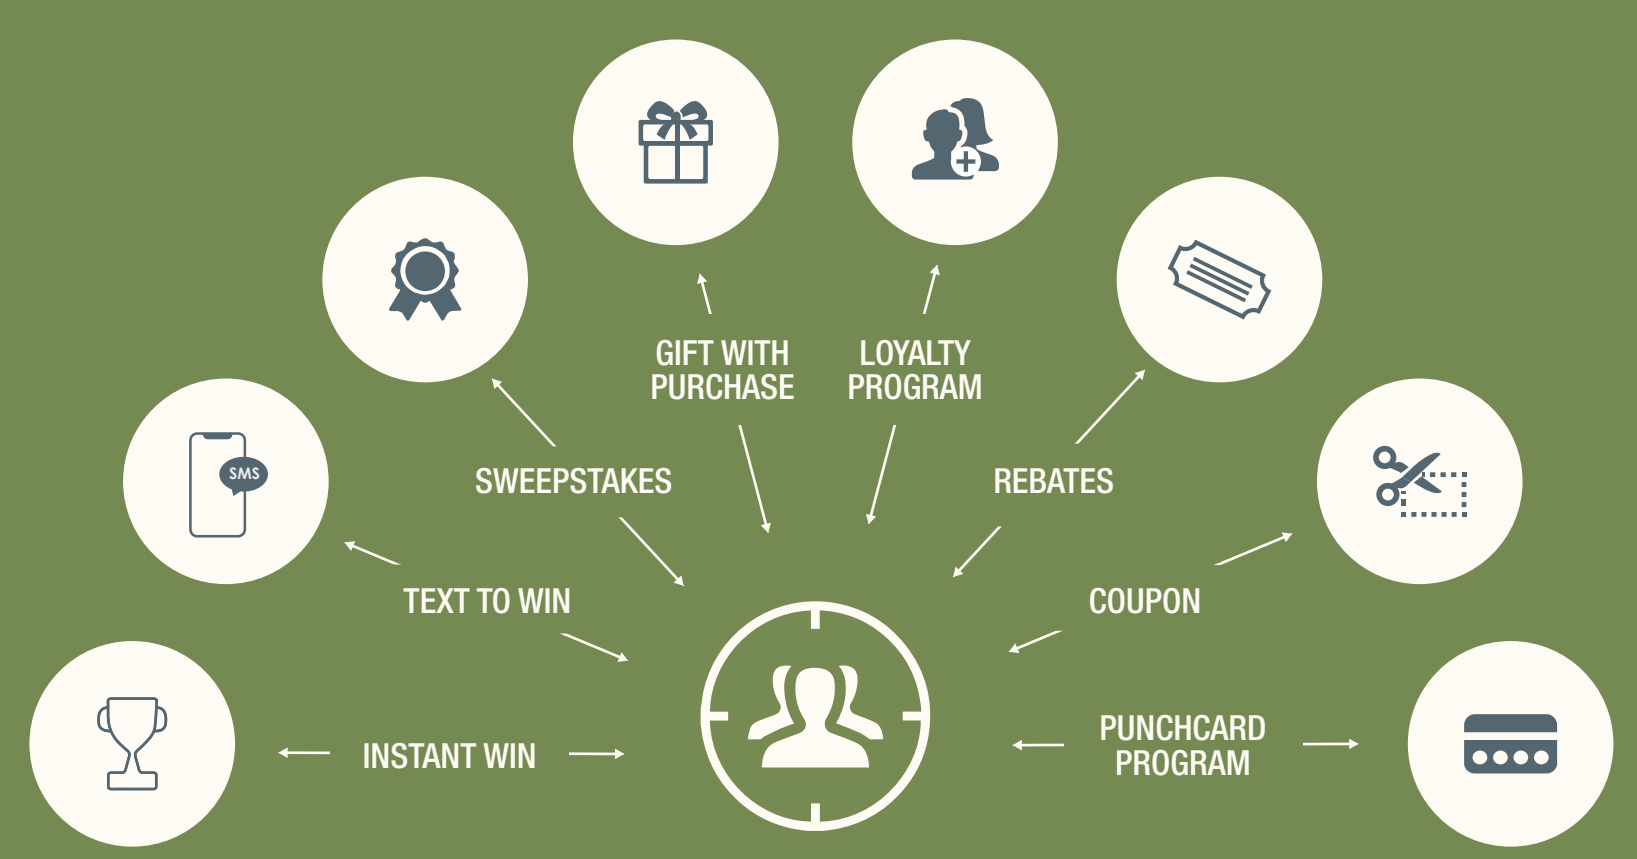 GIFT WITH
PURCHASE
LOYALTY
PROGRAM
SMS
SWEEPSTAKES
REBATES
TEXT TO WIN
COUPON
INSTANT WIN
PUNCHCARD
PROGRAM